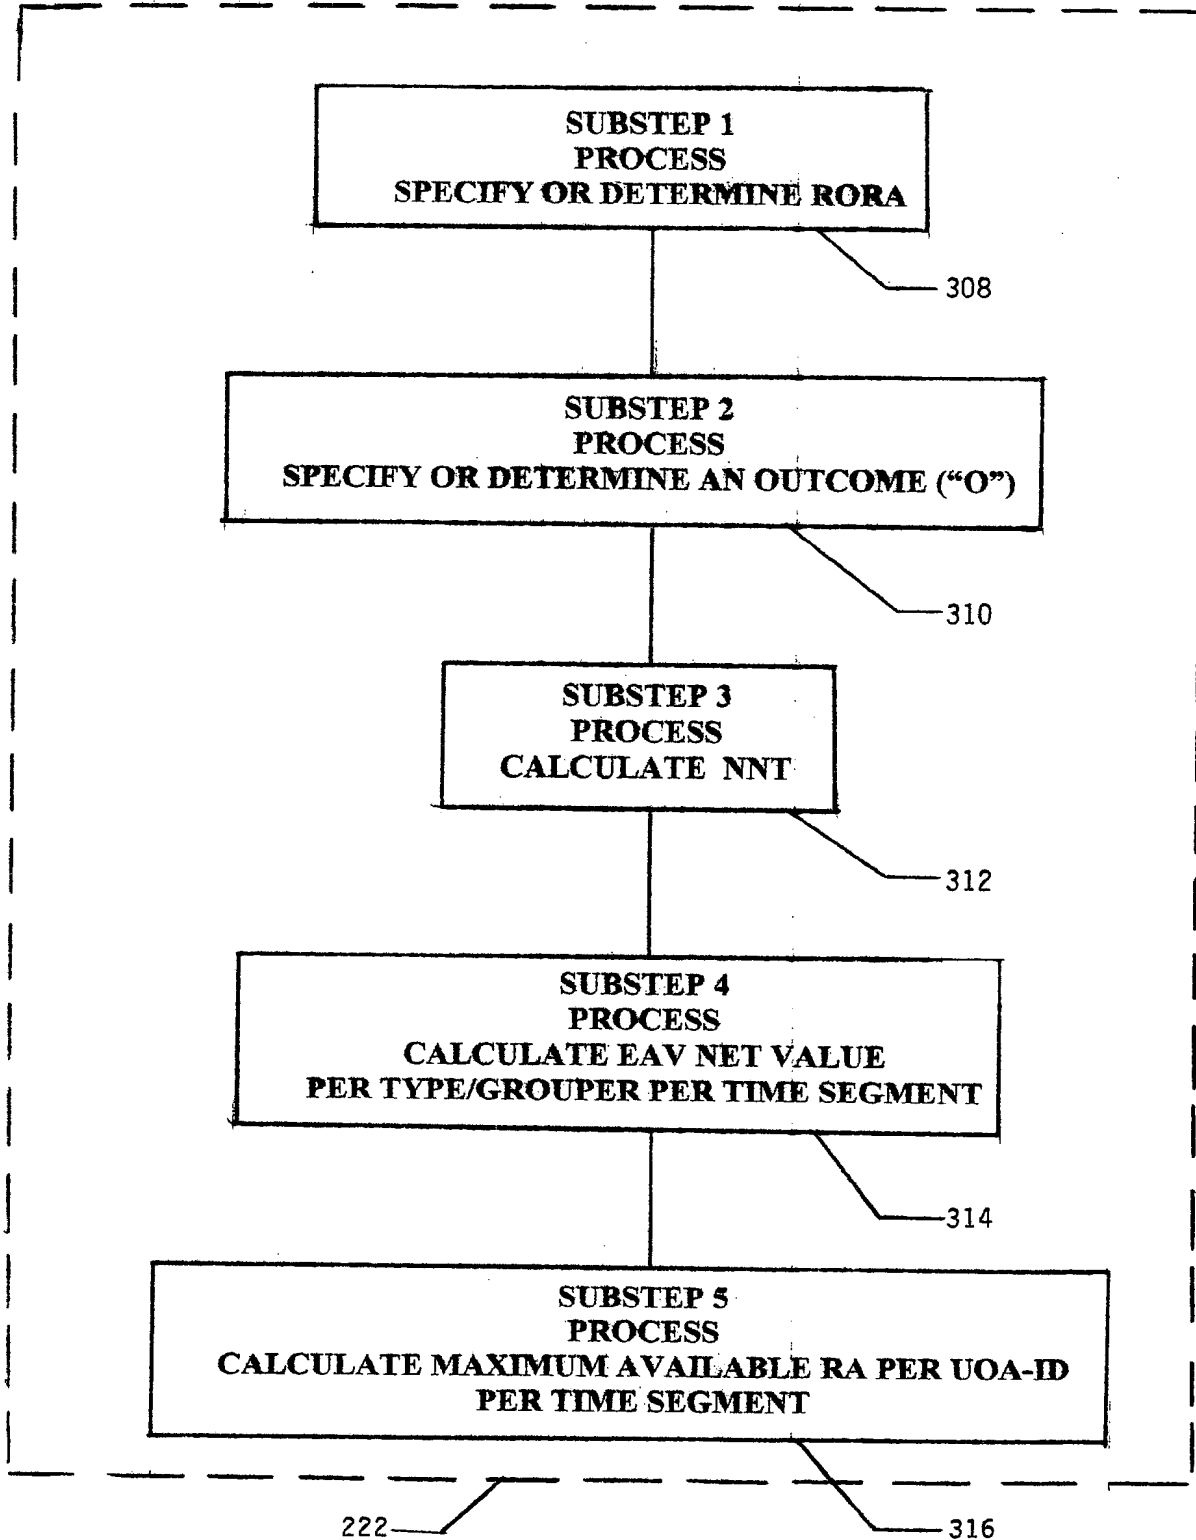 SUBSTEP 1
PROCESS
SPECIFY OR DETERMINE RORA
308
SUBSTEP 2
PROCESS
SPECIFY OR DETERMINE AN OUTCOME (“O”)
310
SUBSTEP 3
PROCESS
CALCULATE NNT
312
SUBSTEP 4
PROCESS
CALCULATE EAV NET VALUE
PER TYPE/GROUPER PER TIME SEGMENT
314
SUBSTEP 5
PROCESS
CALCULATE MAXIMUM AVAILABLE RA PER UOA-ID
PER TIME SEGMENT
222
316